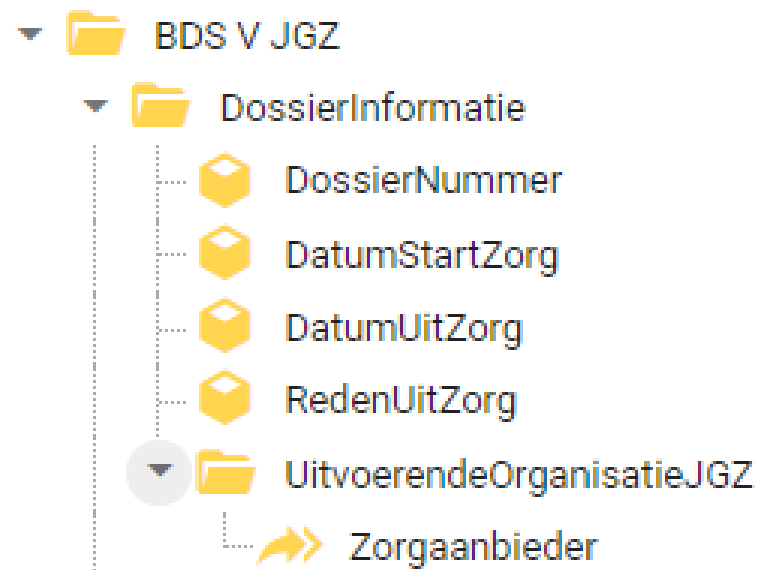 BDS V JGZ
DossierInformatie
DossierNummer
DatumStartZorg
DatumUitZorg
RedenUitZorg
UitvoerendeOrganisatieJGZ
Zorgaanbieder